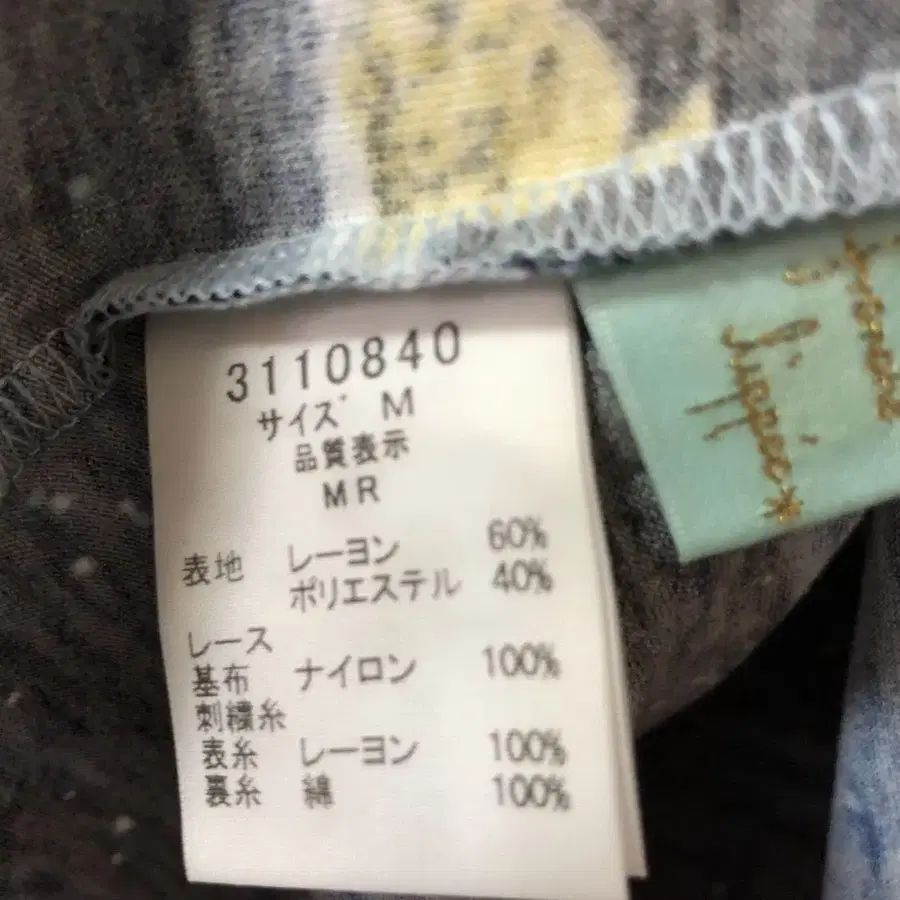 3110840
サイズ M
品質表示
MR
表地 レーヨン 60%
ポリエステル 40%
レース
基布 ナイロン 100%
刺繍糸
表糸 レーヨン 100%
裏糸 綿 100%